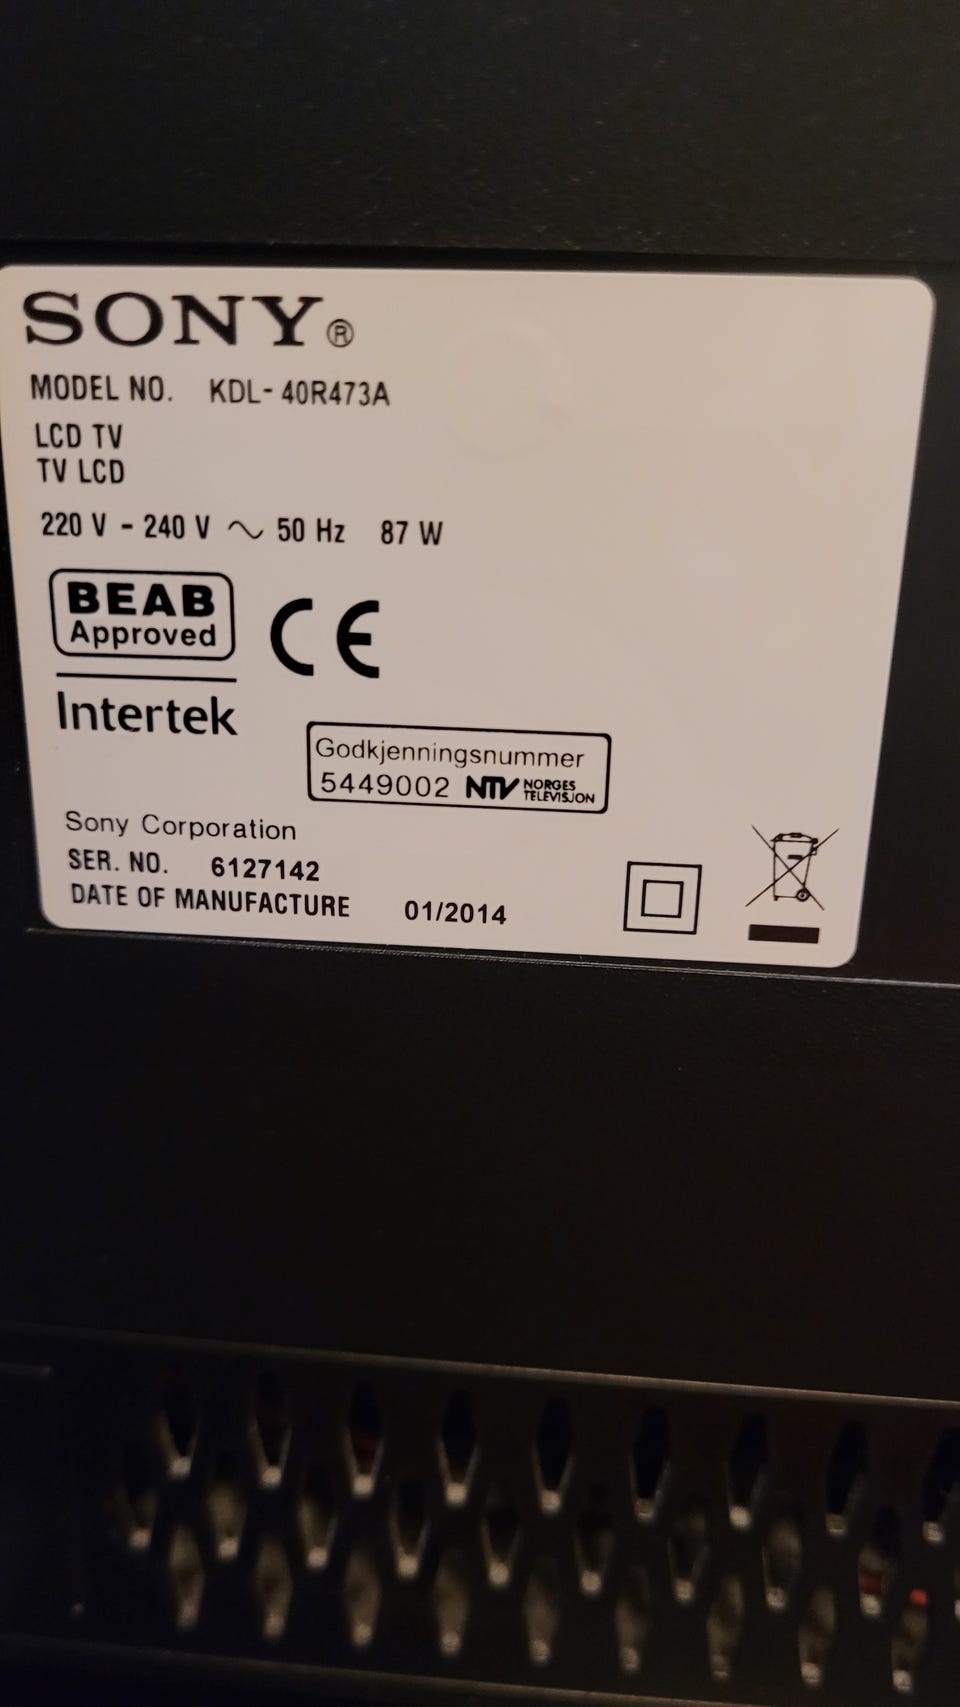 SONY®
MODEL NO. KDL-40R473A
LCD TV
TV LCD
220 V - 240 V ~ 50 Hz 87 W
BEAB
Approved
CE
Intertek
Godkjenningsnummer
5449002 NTV NORGES
TELEVISJON
Sony Corporation
SER. NO. 6127142
DATE OF MANUFACTURE 01/2014